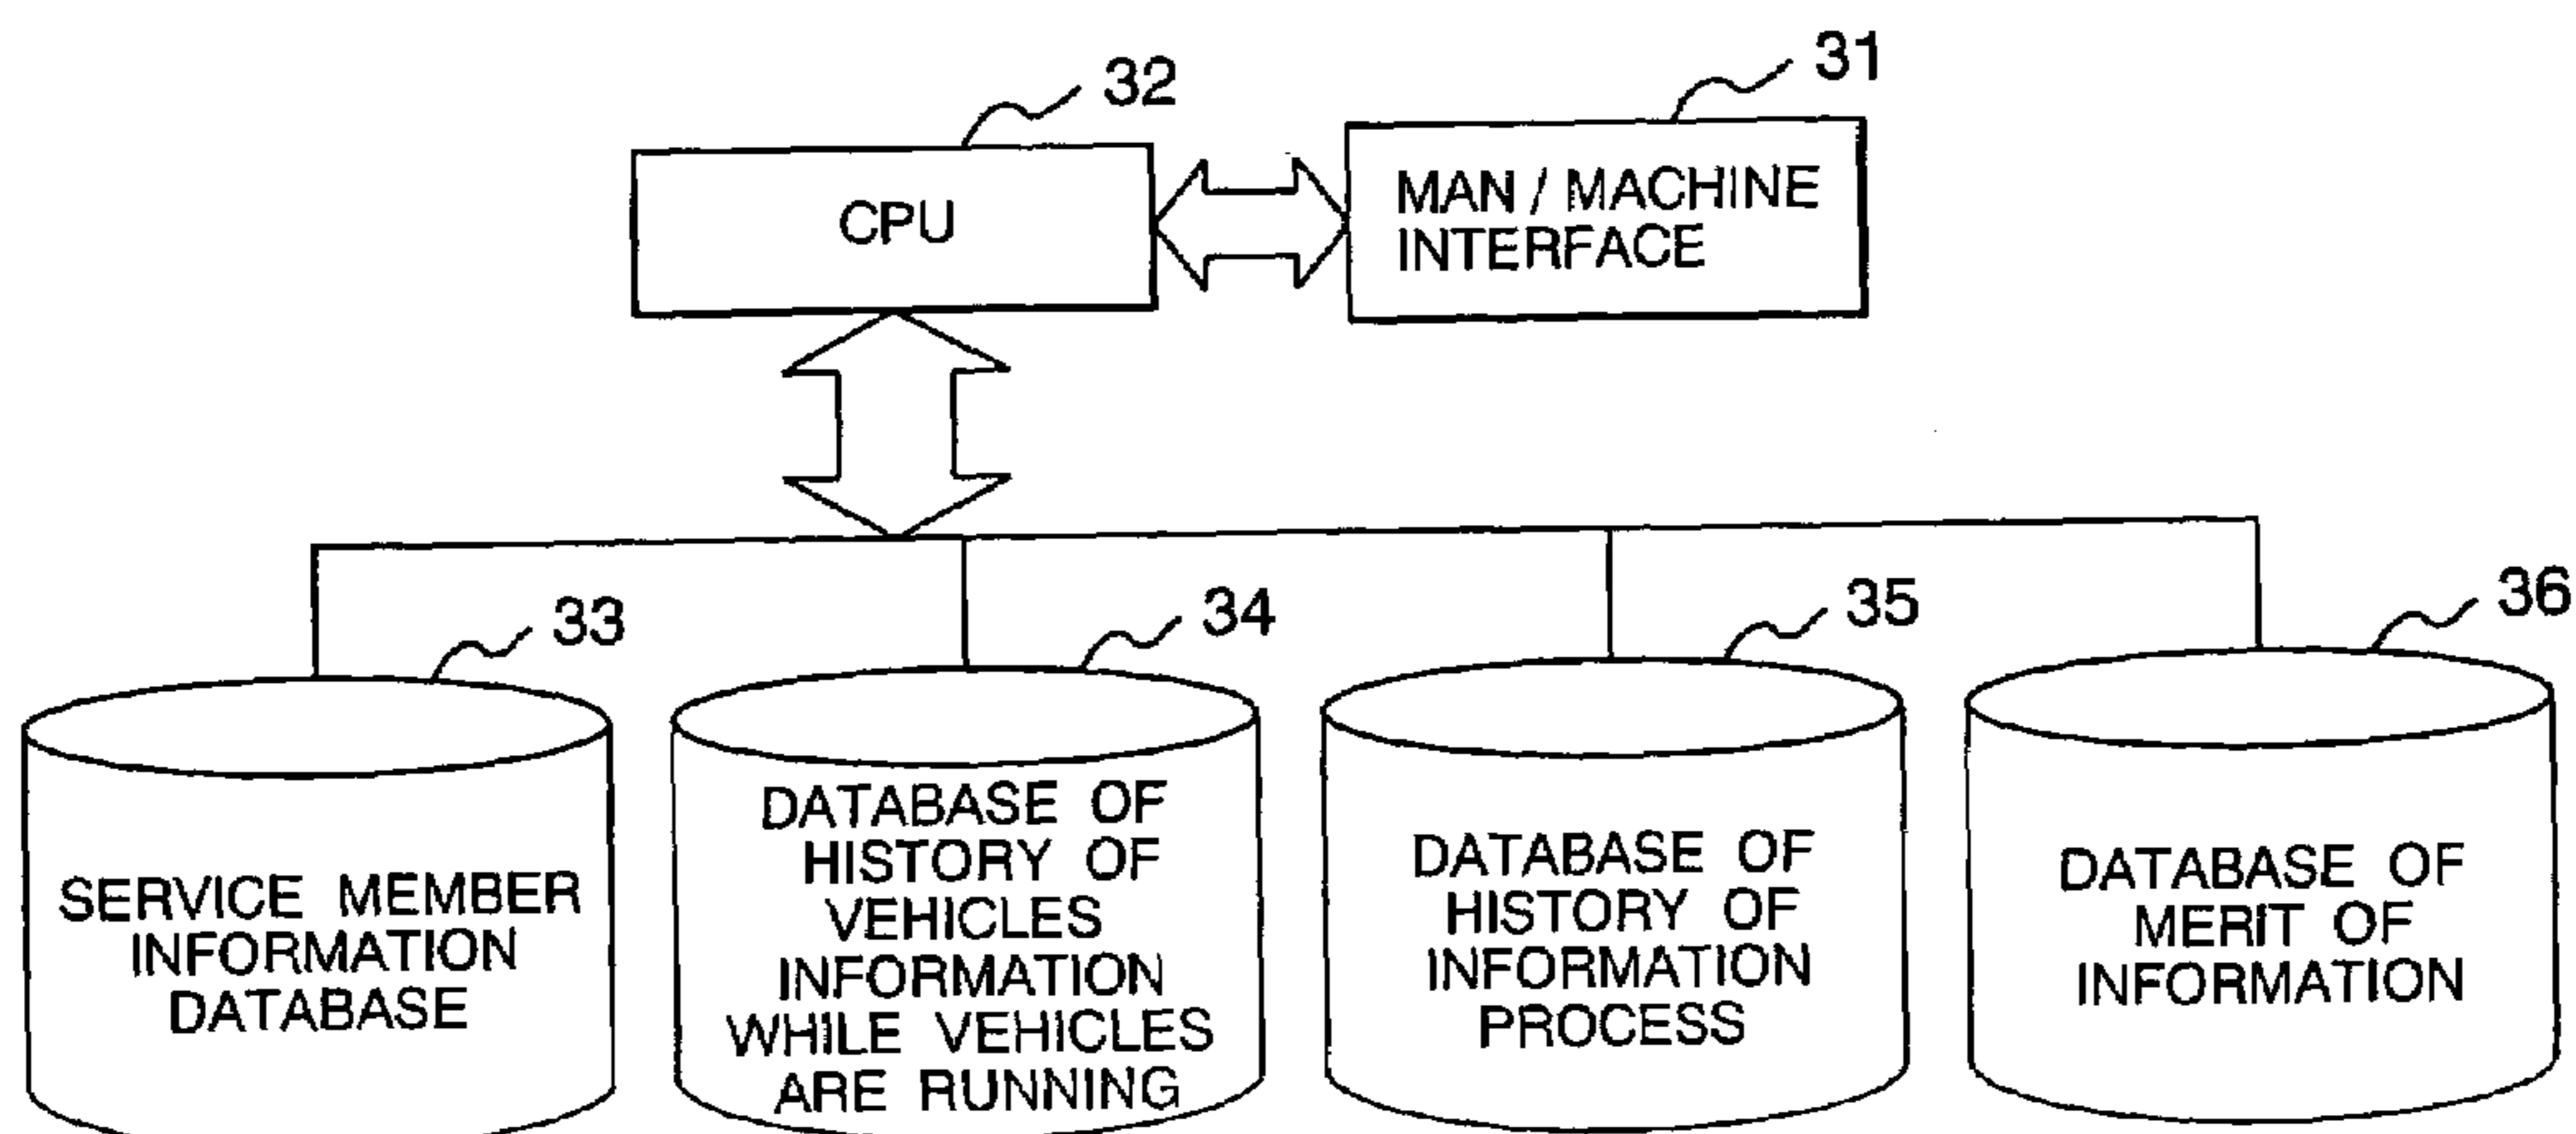 32
31
CPU
MAN / MACHINE
INTERFACE
33
34
35
36
SERVICE MEMBER
INFORMATION
DATABASE
DATABASE OF
HISTORY OF
VEHICLES
INFORMATION
WHILE VEHICLES
ARE RUNNING
DATABASE OF
HISTORY OF
INFORMATION
PROCESS
DATABASE OF
MERIT OF
INFORMATION